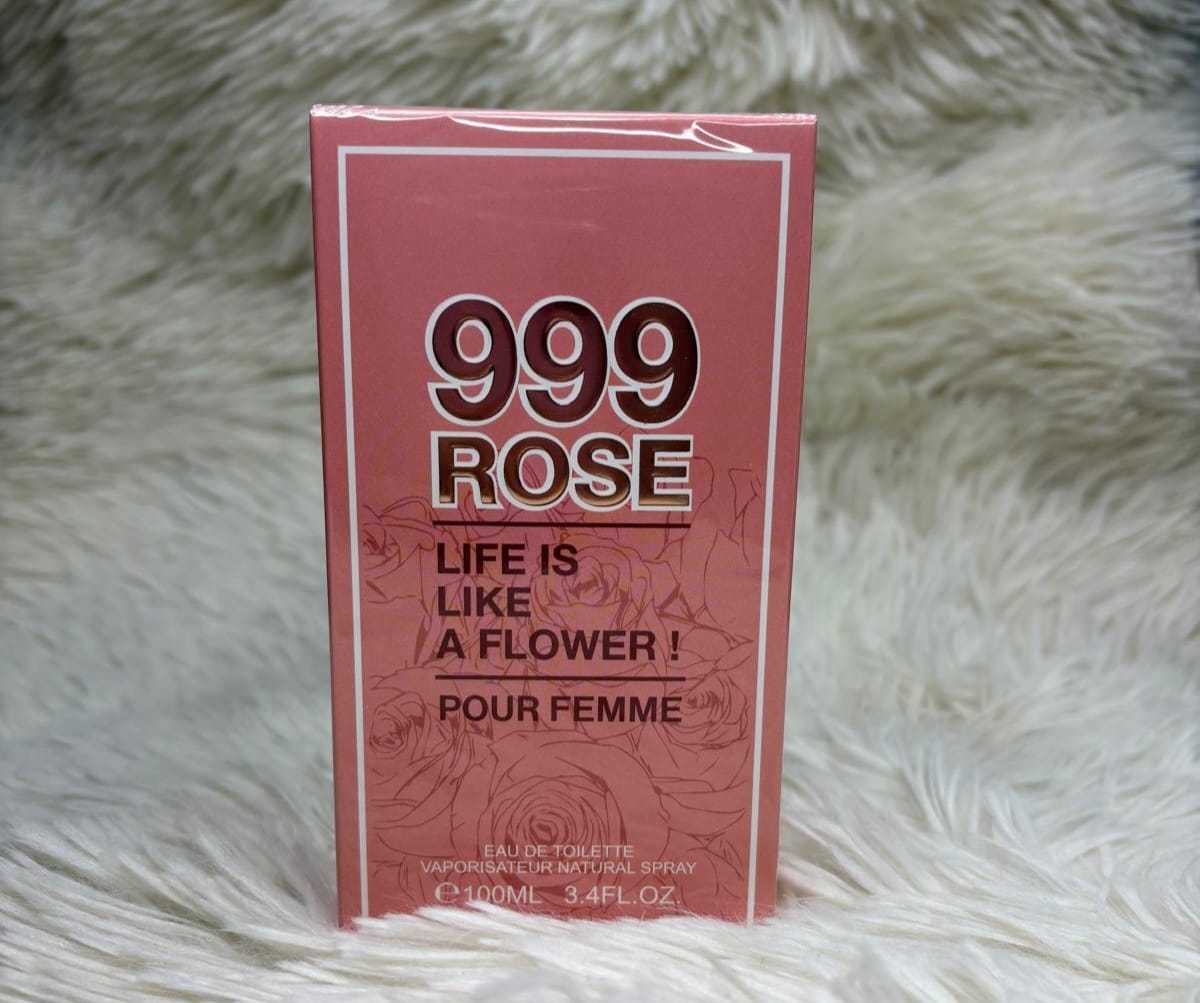 999
ROSE
LIFE IS
LIKE
A FLOWER !
POUR FEMME
EAU DE TOILETTE
VAPORISATEUR NATURAL SPRAY
℮100ML 3.4FL.OZ.